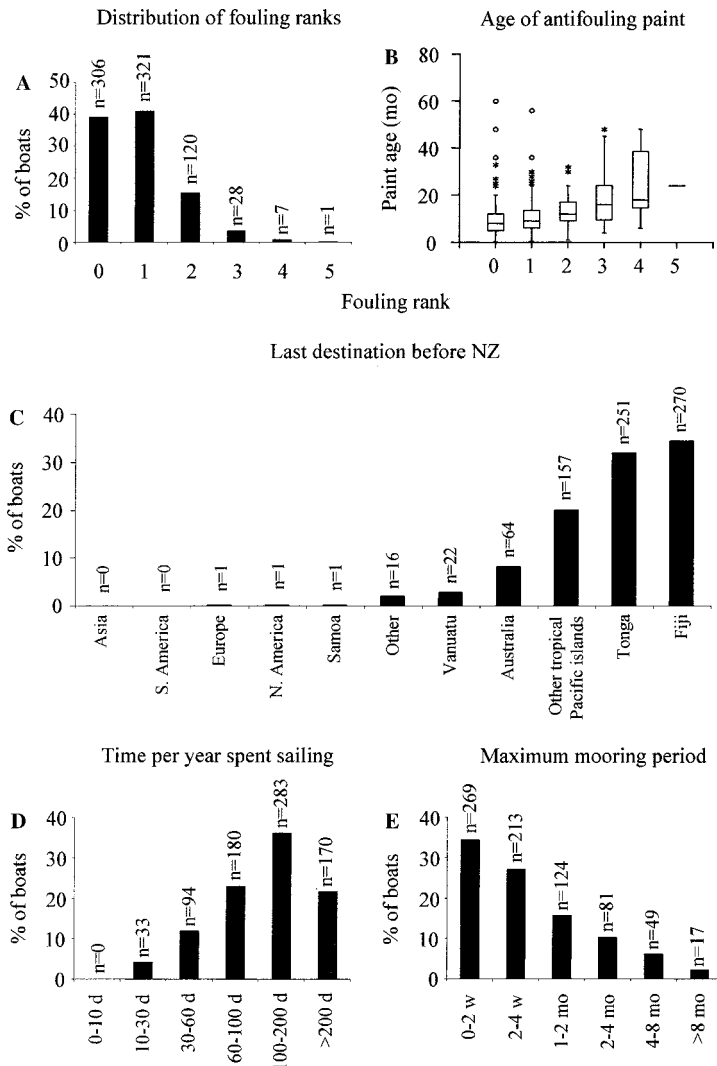 Distribution of fouling ranks
Age of antifouling paint
A
50
40
30
20
10
0
% of boats
n=306
n=321
n=120
n=28
n=7
n=1
0 1 2 3 4 5
B
80
60
40
20
0
Paint age (mo)
0 1 2 3 4 5
Fouling rank
Last destination before NZ
C
40
30
20
10
0
% of boats
n=0
n=0
n=1
n=1
n=1
n=16
n=22
n=64
n=157
n=251
n=270
Asia
S. America
Europe
N. America
Samoa
Other
Vanuatu
Australia
Other tropical
Pacific islands
Tonga
Fiji
Time per year spent sailing
Maximum mooring period
D
40
30
20
10
0
% of boats
n=0
n=33
n=94
n=180
n=283
n=170
0-10 d
10-30 d
30-60 d
60-100 d
100-200 d
>200 d
E
40
30
20
10
0
% of boats
n=269
n=213
n=124
n=81
n=49
n=17
0-2 w
2-4 w
1-2 mo
2-4 mo
4-8 mo
>8 mo